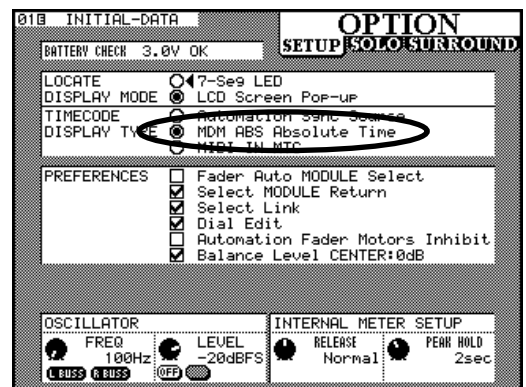 01 INITIAL-DATA
OPTION
BATTERY CHECK 3.0V OK
SETUP SOLO SURROUND
LOCATE 7-Seg LED
DISPLAY MODE LCD Screen Pop-up
TIMECODE Automation Sync Source
DISPLAY TYPE MDM ABS Absolute Time
MIDI IN MTC
PREFERENCES Fader Auto MODULE Select
Select MODULE Return
Select Link
Dial Edit
Automation Fader Motors Inhibit
Balance Level CENTER:0dB
OSCILLATOR INTERNAL METER SETUP
FREQ LEVEL RELEASE PEAK HOLD
100Hz -20dBFS Normal 2sec
L BUSS R BUSS OFF